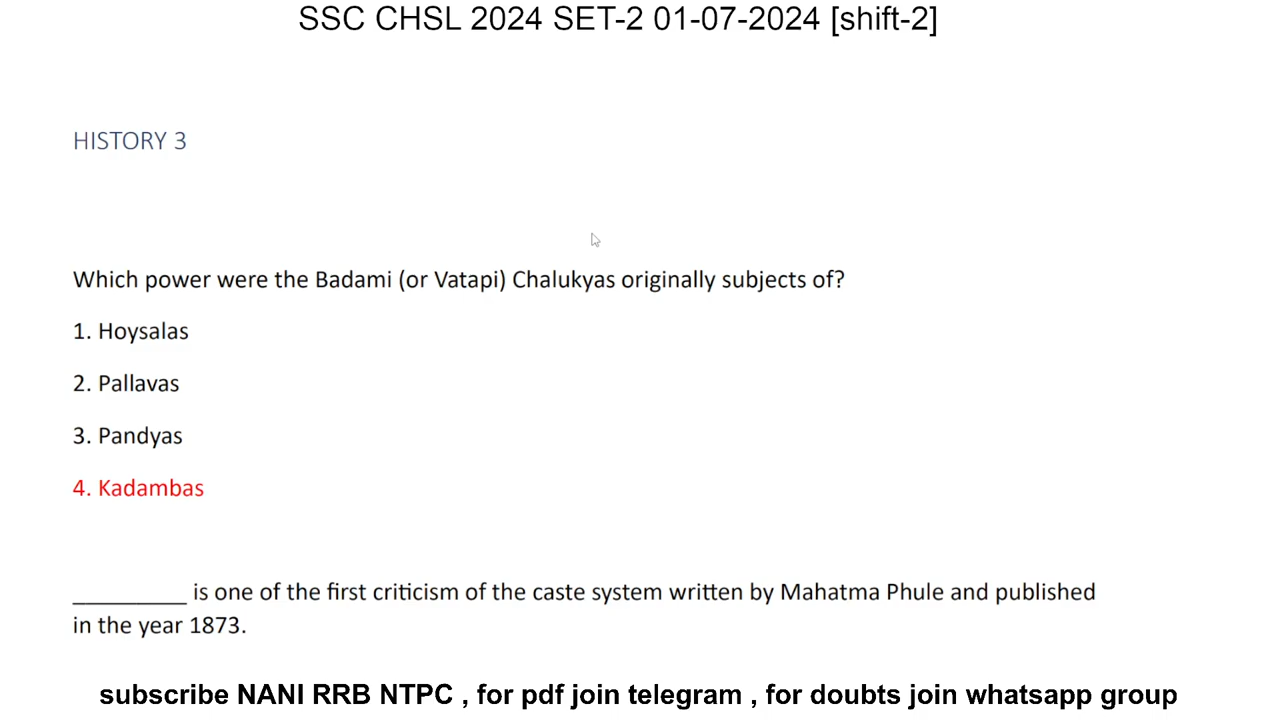 SSC CHSL 2024 SET-2 01-07-2024 [shift-2]
HISTORY 3
Which power were the Badami (or Vatapi) Chalukyas originally subjects of?
1. Hoysalas
2. Pallavas
3. Pandyas
4. Kadambas
_________ is one of the first criticism of the caste system written by Mahatma Phule and published
in the year 1873.
subscribe NANI RRB NTPC , for pdf join telegram , for doubts join whatsapp group